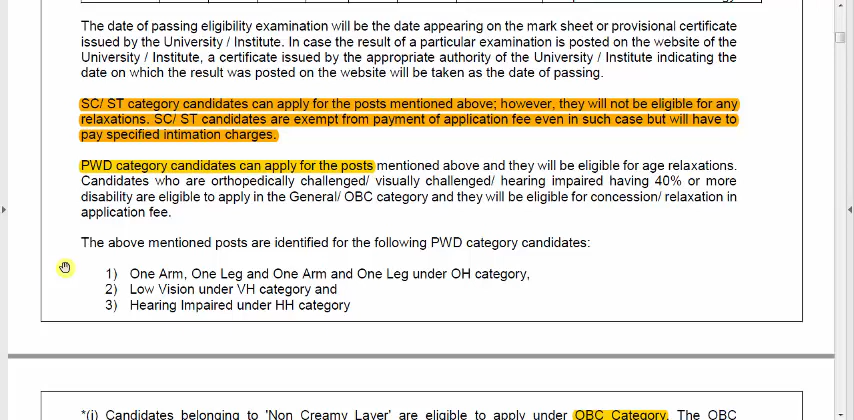 The date of passing eligibility examination will be the date appearing on the mark sheet or provisional certificate
issued by the University / Institute. In case the result of a particular examination is posted on the website of the
University / Institute, a certificate issued by the appropriate authority of the University / Institute indicating the
date on which the result was posted on the website will be taken as the date of passing.
SC/ ST category candidates can apply for the posts mentioned above; however, they will not be eligible for any
relaxations. SC/ ST candidates are exempt from payment of application fee even in such case but will have to
pay specified intimation charges.
PWD category candidates can apply for the posts mentioned above and they will be eligible for age relaxations.
Candidates who are orthopedically challenged/ visually challenged/ hearing impaired having 40% or more
disability are eligible to apply in the General/ OBC category and they will be eligible for concession/ relaxation in
application fee.
The above mentioned posts are identified for the following PWD category candidates:
1) One Arm, One Leg and One Arm and One Leg under OH category,
2) Low Vision under VH category and
3) Hearing Impaired under HH category
*(i) Candidates belonging to 'Non Creamy Layer' are eligible to apply under OBC Category. The OBC